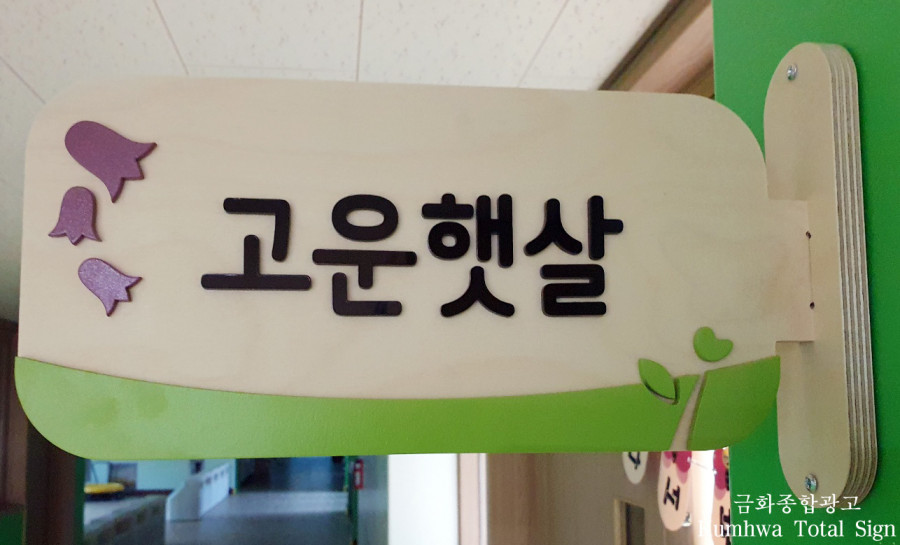 고운햇살
금화종합광고
Kumhwa Total Sign